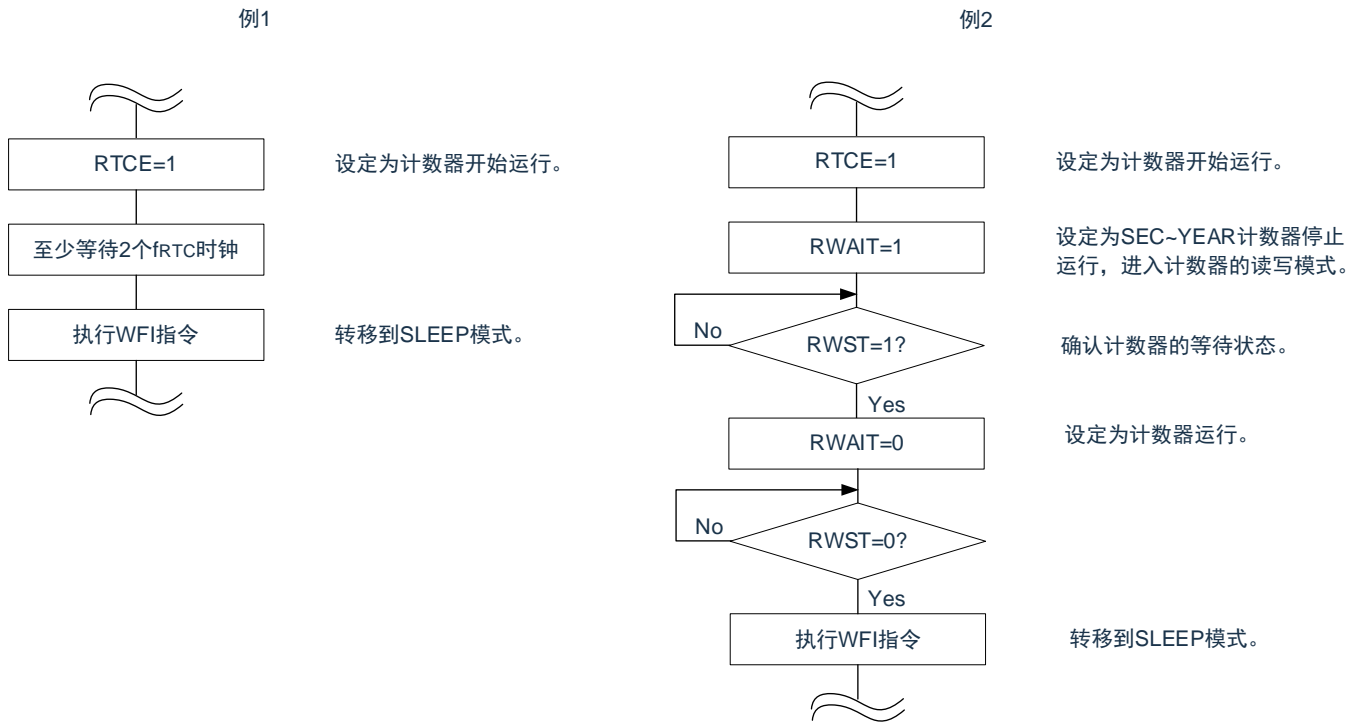 例1
RTCE=1
设定为计数器开始运行。
至少等待2个fRTC时钟
执行WFI指令
转移到SLEEP模式。
例2
RTCE=1
设定为计数器开始运行。
RWAIT=1
设定为SEC~YEAR计数器停止
运行，进入计数器的读写模式。
No
RWST=1?
确认计数器的等待状态。
Yes
RWAIT=0
设定为计数器运行。
No
RWST=0?
Yes
执行WFI指令
转移到SLEEP模式。